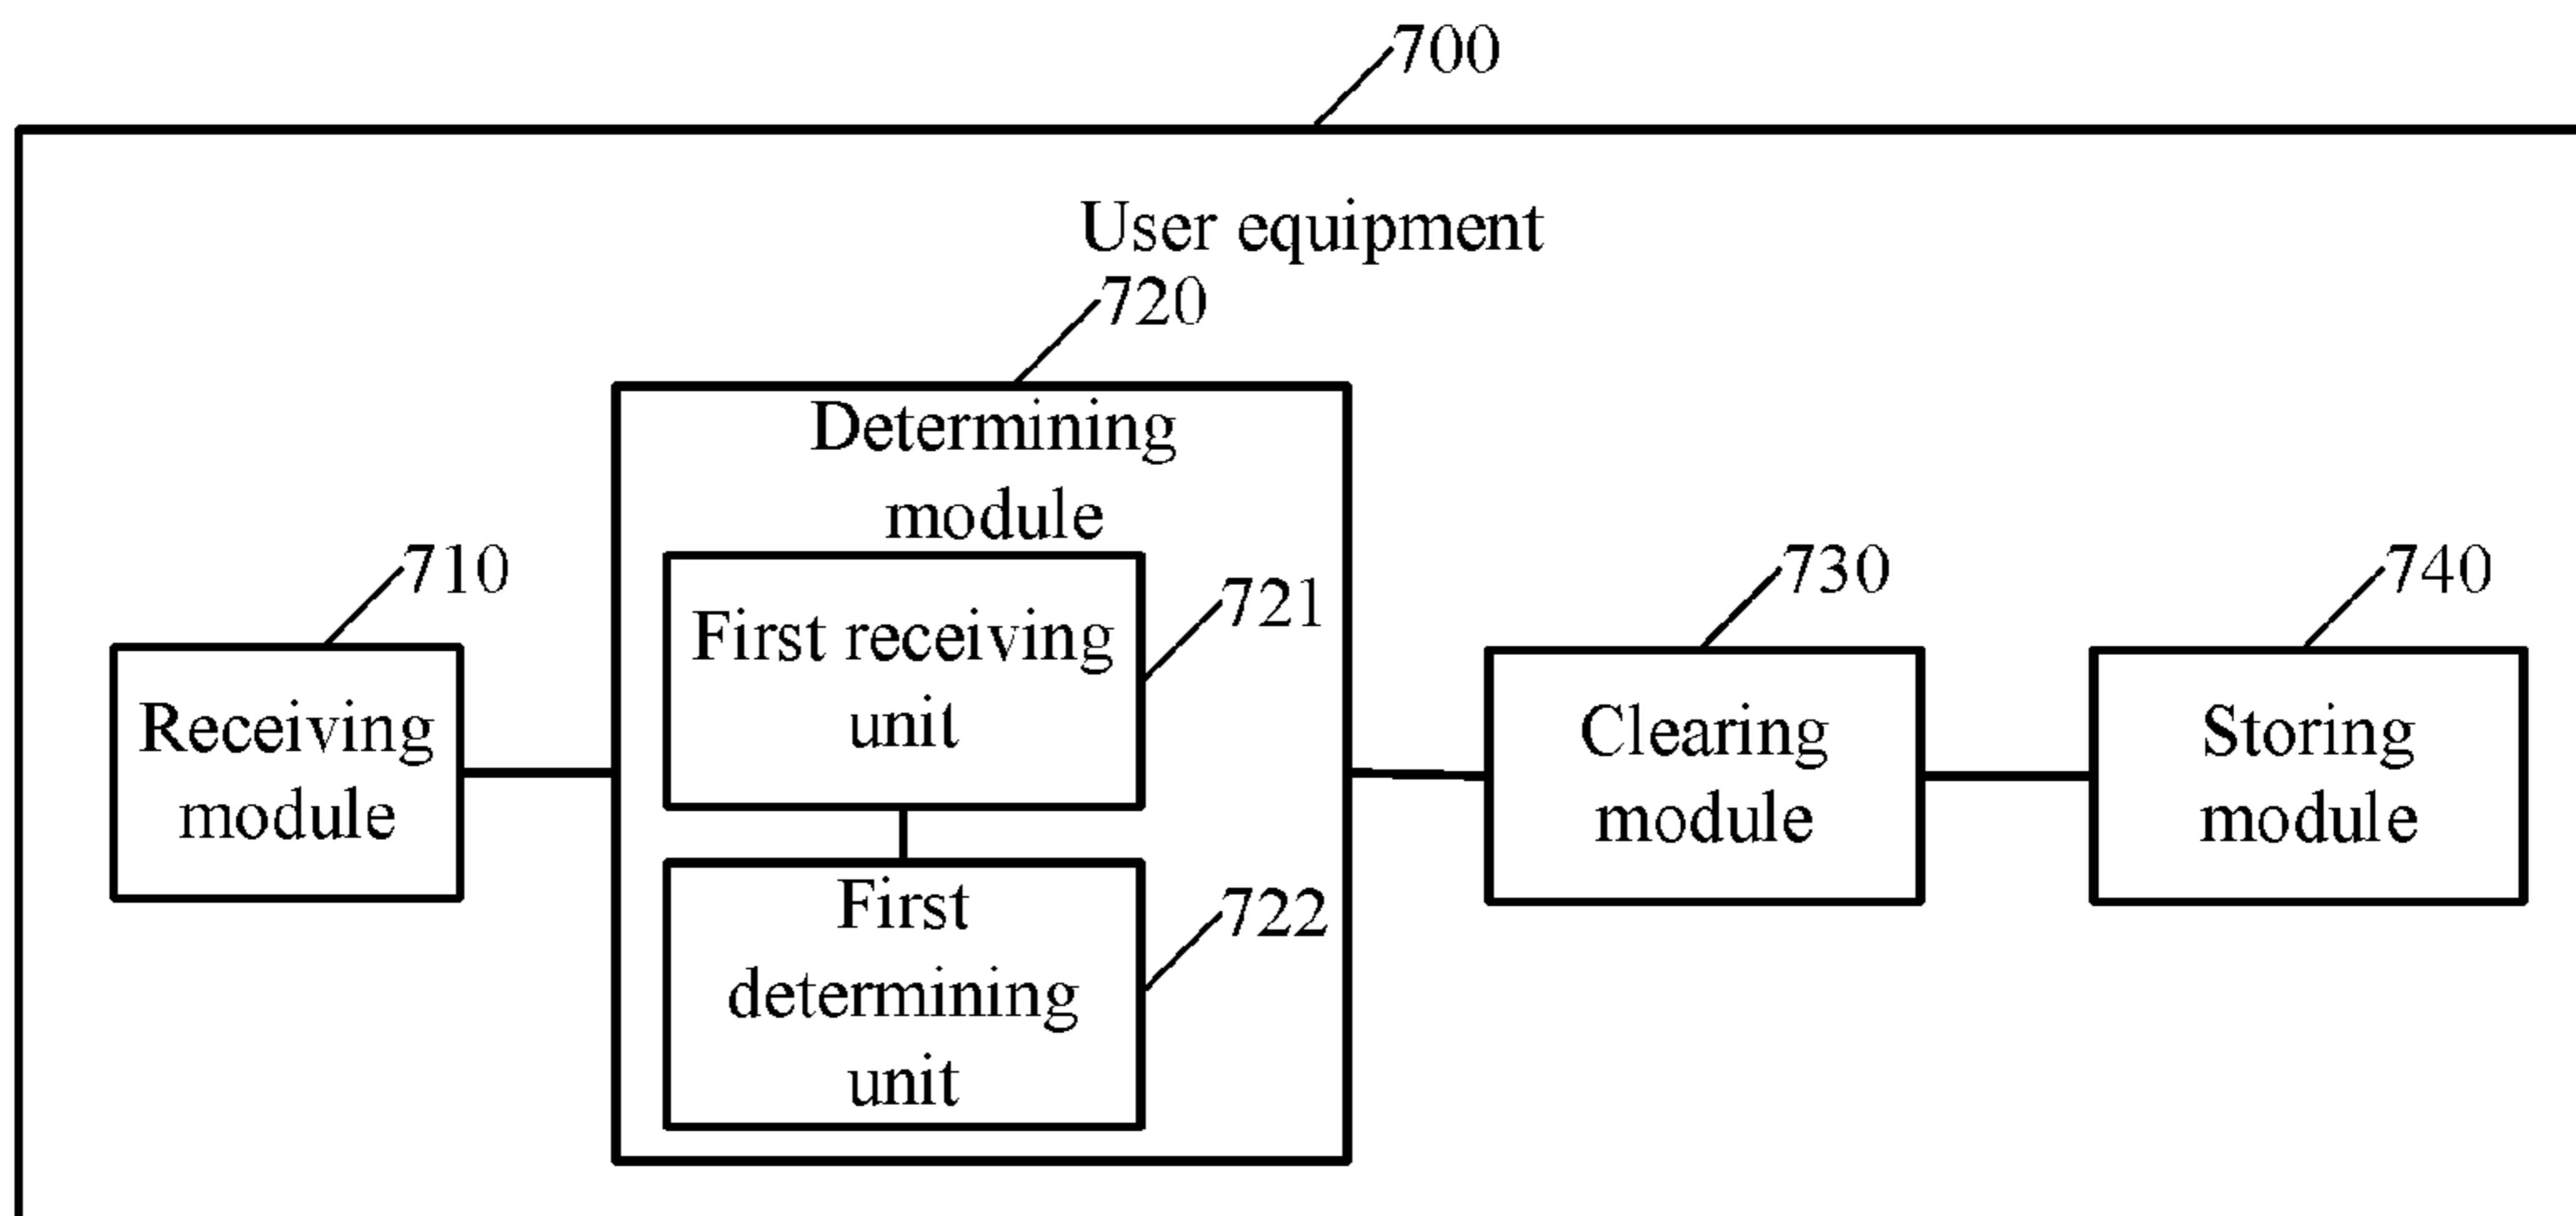 700
User equipment
720
Determining
module
710
First receiving
unit
721
730
740
Receiving
module
Clearing
module
Storing
module
First
determining
unit
722